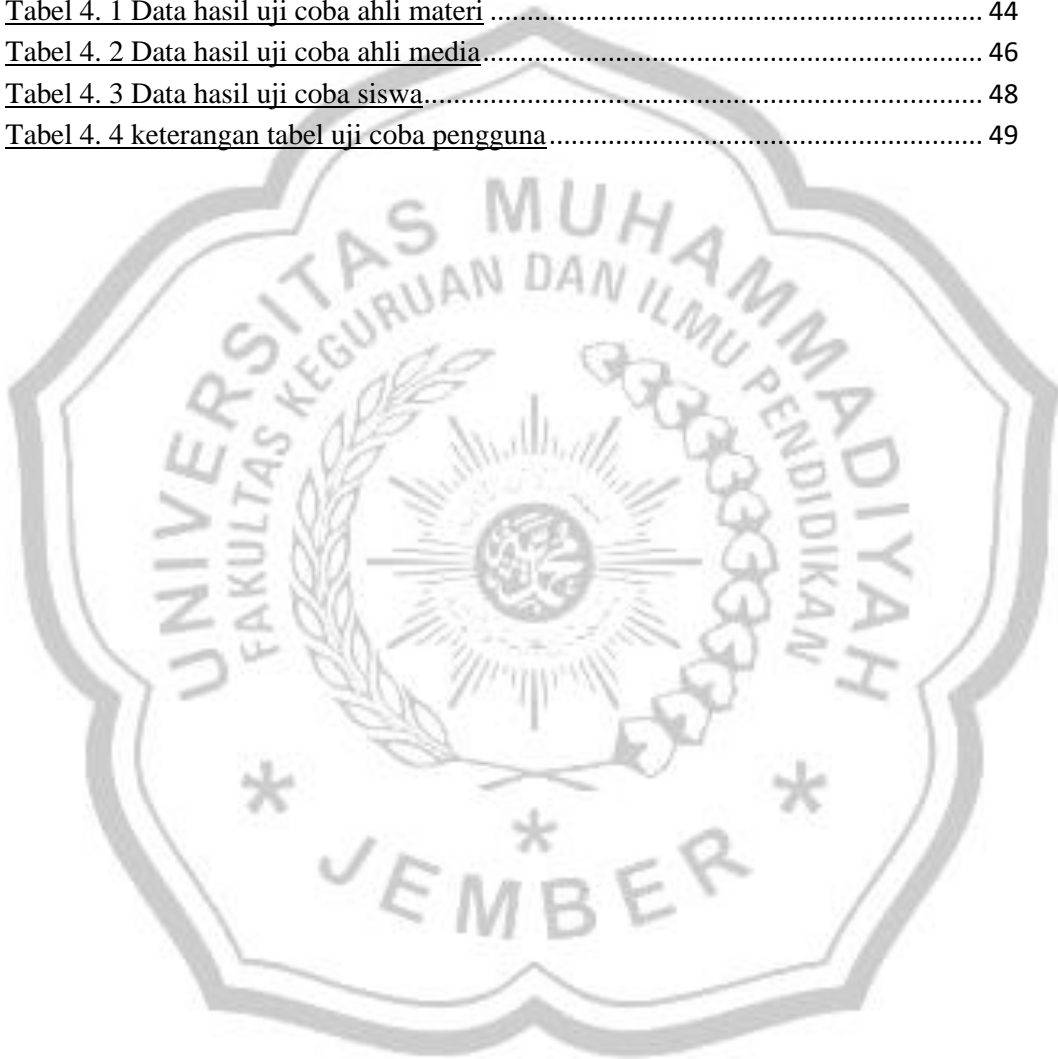 Tabel 4. 1 Data hasil uji coba ahli materi ........................................................................ 44
Tabel 4. 2 Data hasil uji coba ahli media......................................................................... 46
Tabel 4. 3 Data hasil uji coba siswa................................................................................. 48
Tabel 4. 4 keterangan tabel uji coba pengguna................................................................ 49
UNIVERSITAS MUHAMMADIYAH
FAKULTAS KEGURUAN DAN ILMU PENDIDIKAN
* JEMBER *
*